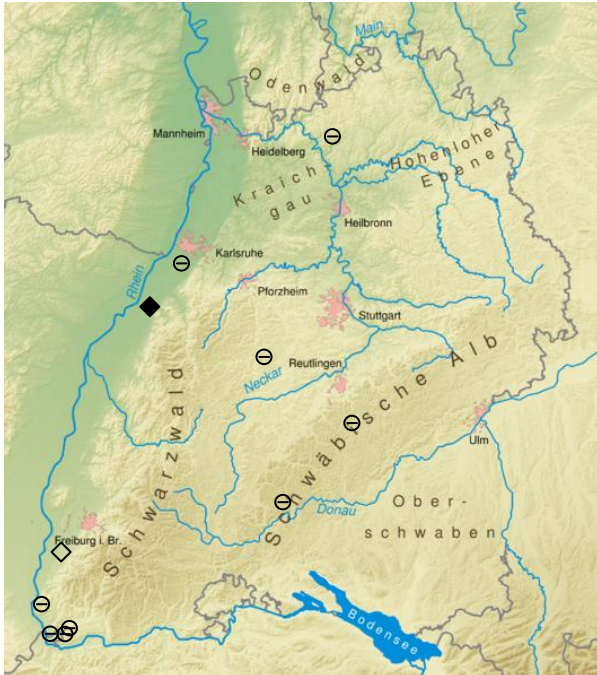 Main
Odenwald
Mannheim
Heidelberg
Hohenloher
Ebene
Kraich-
gau
Heilbronn
Karlsruhe
Rhein
Pforzheim
Stuttgart
Reutlingen
Neckar
Schwäbische Alb
Schwarzwald
Ulm
Donau
Ober-
schwaben
Freiburg i. Br.
Bodensee